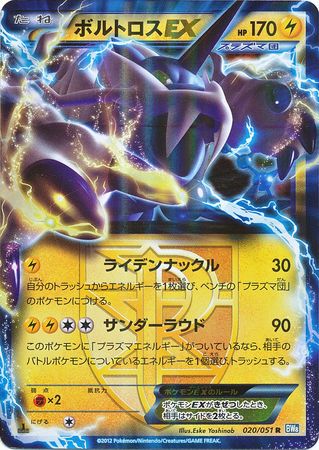 たね
ボルトロスEX
HP 170
プラズマ団
ライデンナックル 30
自分のトラッシュからエネルギーを1枚選び、ベンチの「プラズマ団」
のポケモンにつける。
サンダーラウド 90
このポケモンに「プラズマエネルギー」がついているなら、相手の
バトルポケモンについているエネルギーを1個選び、トラッシュする。
弱点 ×2 抵抗力
にげる
ポケモンEXのルール
ポケモンEXがきぜつしたとき、
相手はサイドを2枚とる。
Illus.Eske Yoshinob 020/051 R BW8
©2012 Pokémon/Nintendo/Creatures/GAME FREAK.